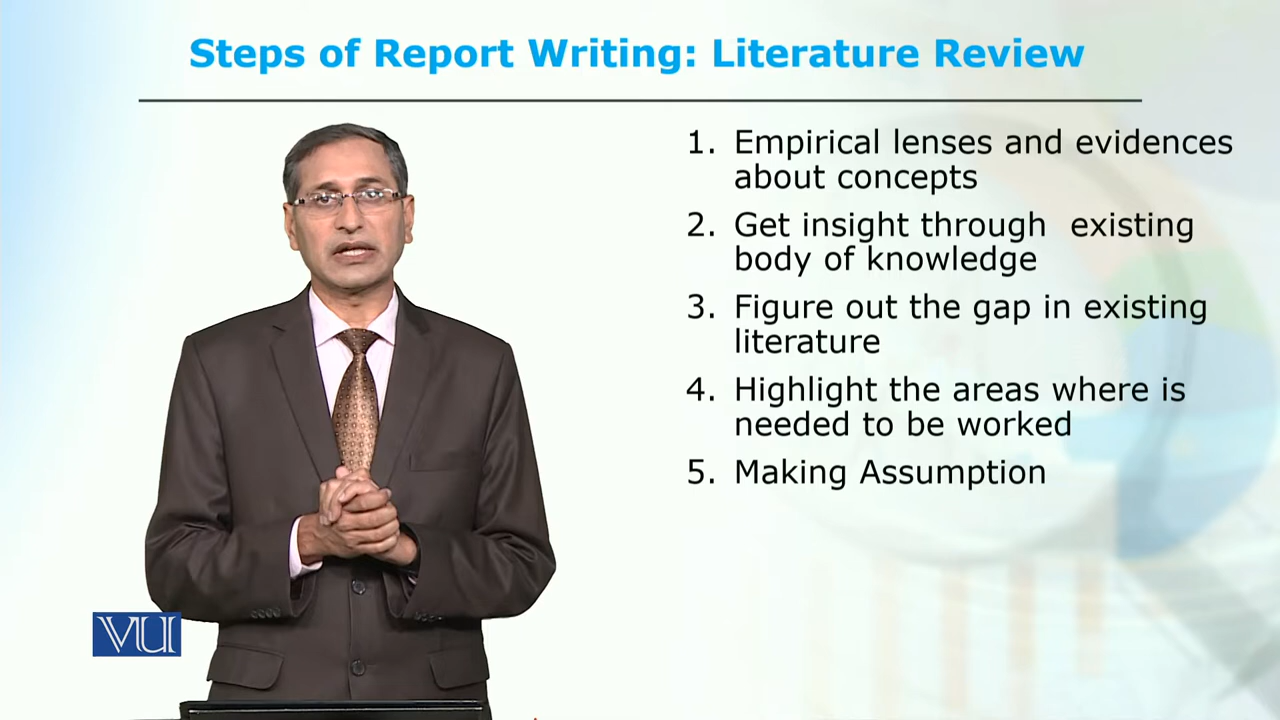 Steps of Report Writing: Literature Review
1. Empirical lenses and evidences
about concepts
2. Get insight through existing
body of knowledge
3. Figure out the gap in existing
literature
4. Highlight the areas where is
needed to be worked
5. Making Assumption
VU